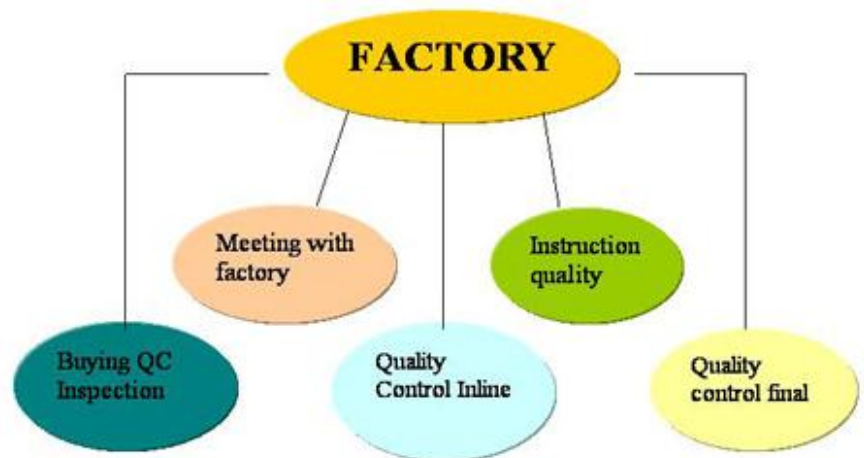 FACTORY
Meeting with
factory
Instruction
quality
Buying QC
Inspection
Quality
Control Inline
Quality
control final